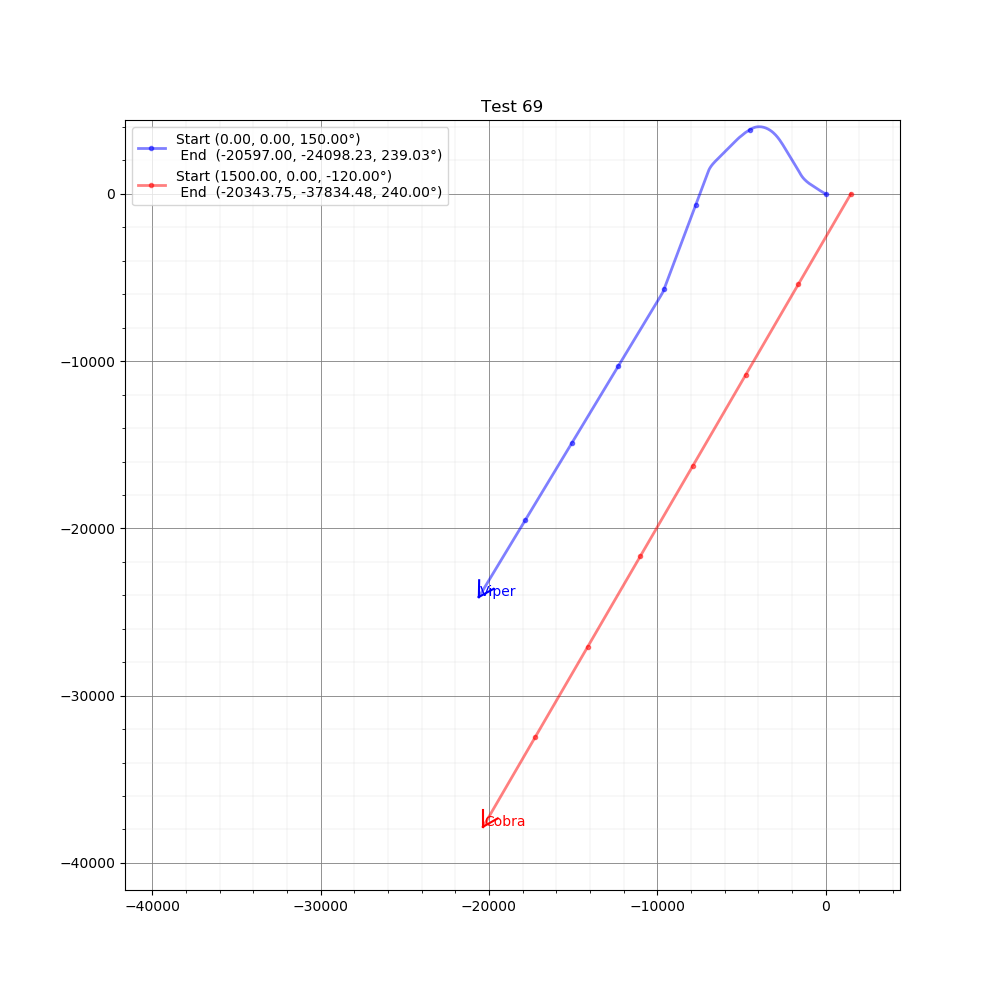 Test 69
Start (0.00, 0.00, 150.00°)
End  (-20597.00, -24098.23, 239.03°)
Start (1500.00, 0.00, -120.00°)
End  (-20343.75, -37834.48, 240.00°)
0
−10000
−20000
−30000
−40000
Viper
Cobra
−40000
−30000
−20000
−10000
0